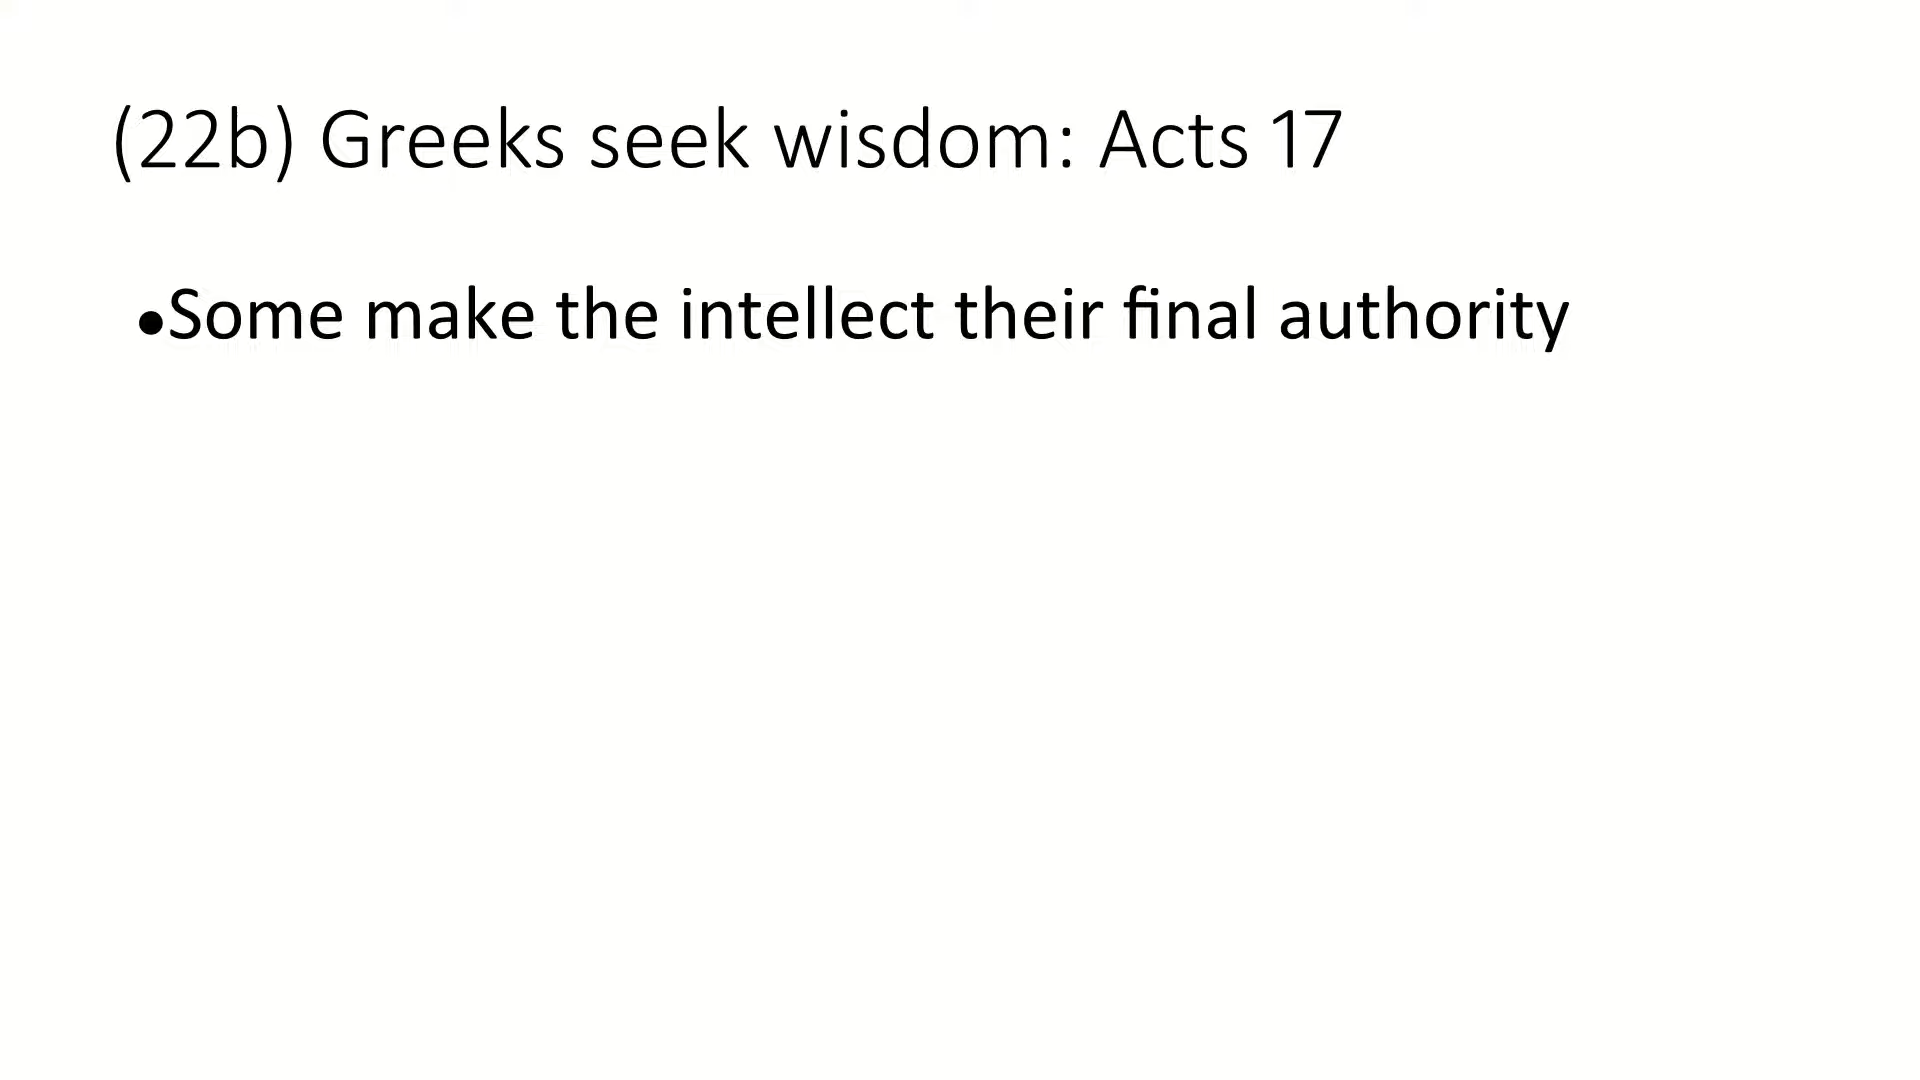 (22b) Greeks seek wisdom: Acts 17
•Some make the intellect their final authority